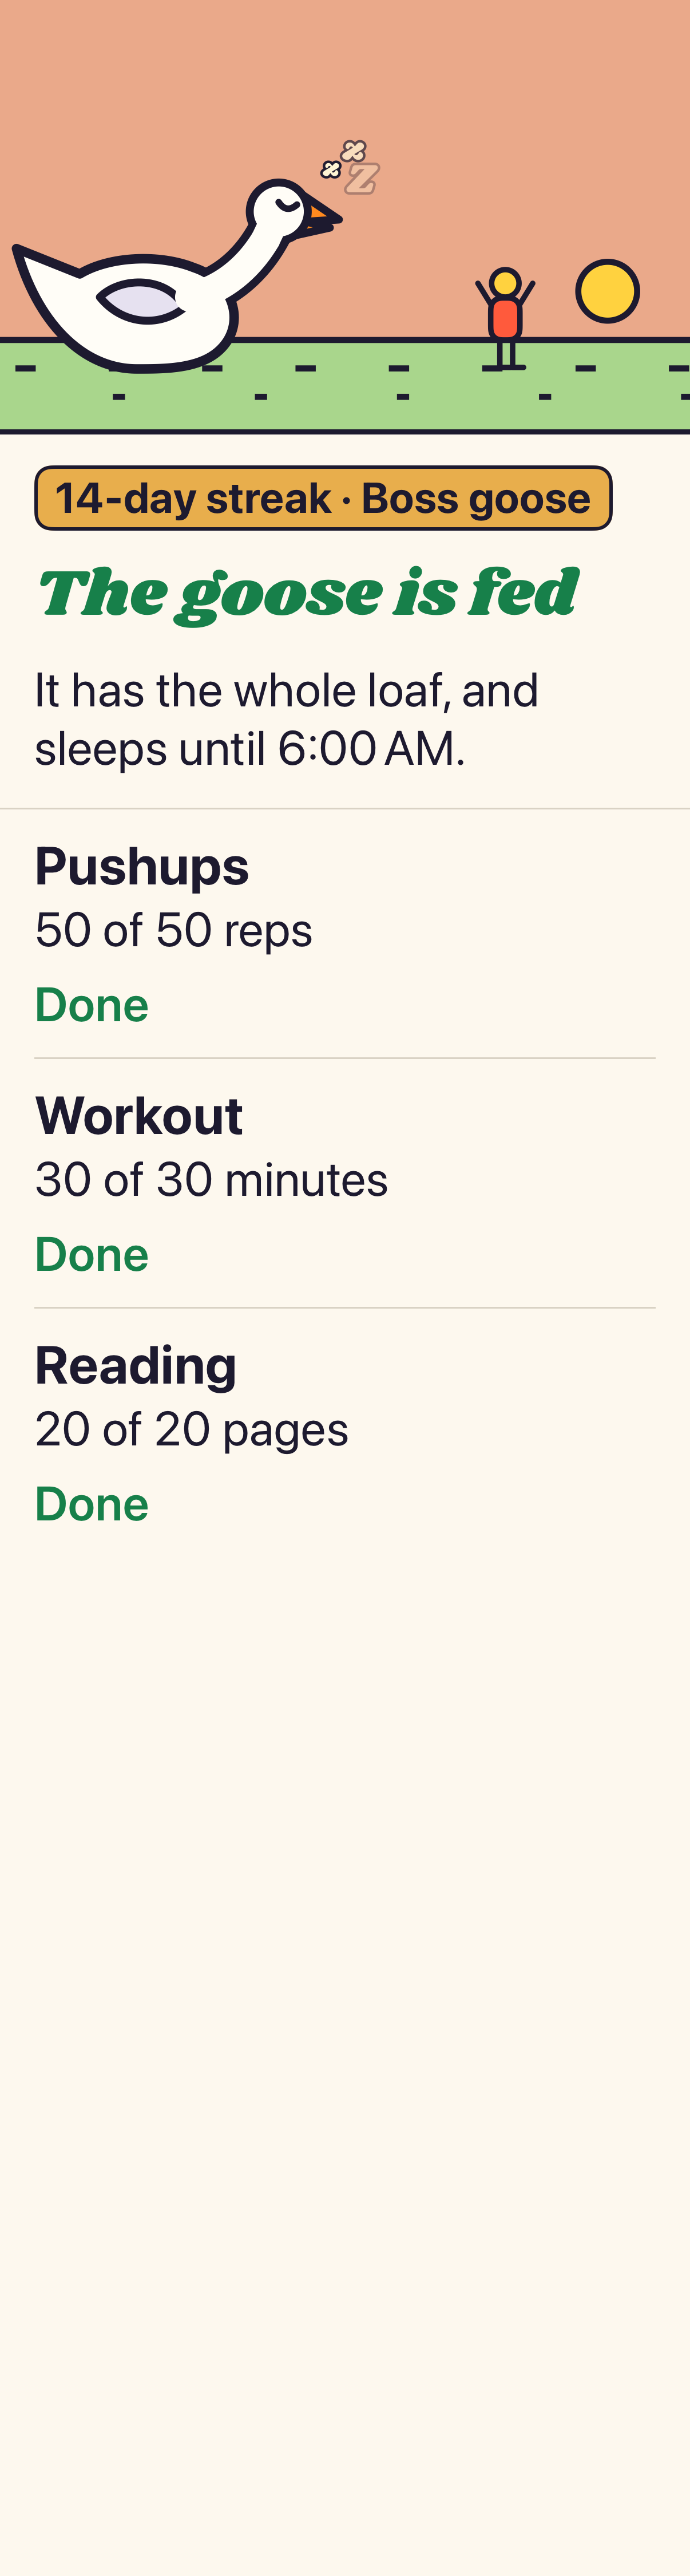 Z
14-day streak · Boss goose
The goose is fed
It has the whole loaf, and
sleeps until 6:00 AM.
Pushups
50 of 50 reps
Done
Workout
30 of 30 minutes
Done
Reading
20 of 20 pages
Done